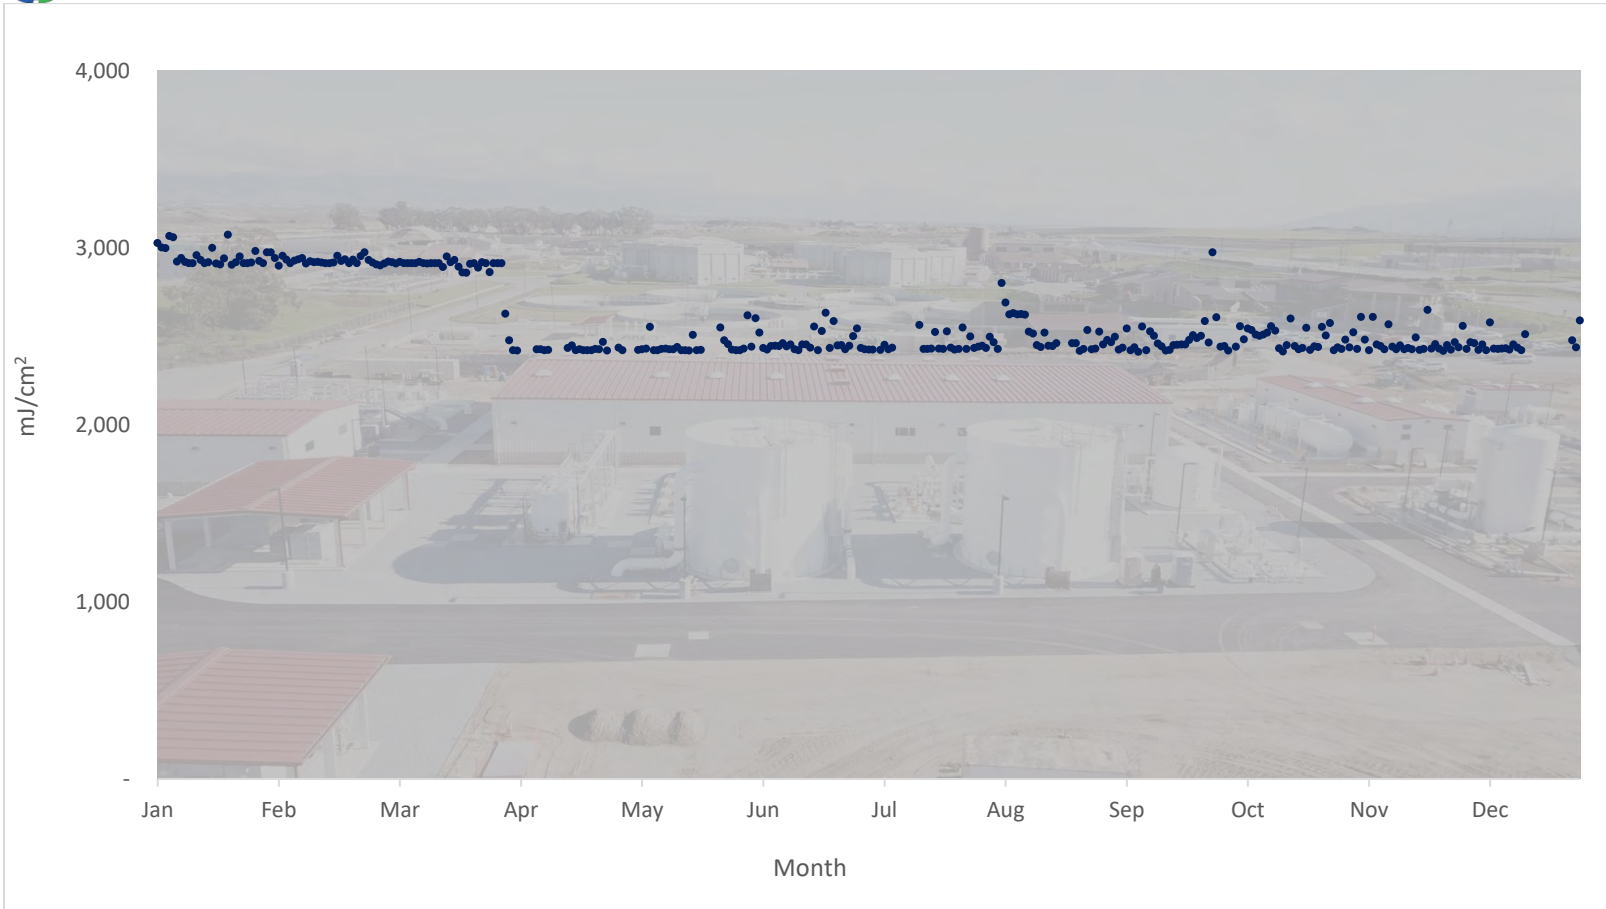 4,000
3,000
2,000
1,000
-
mJ/cm²
Jan Feb Mar Apr May Jun Jul Aug Sep Oct Nov Dec
Month